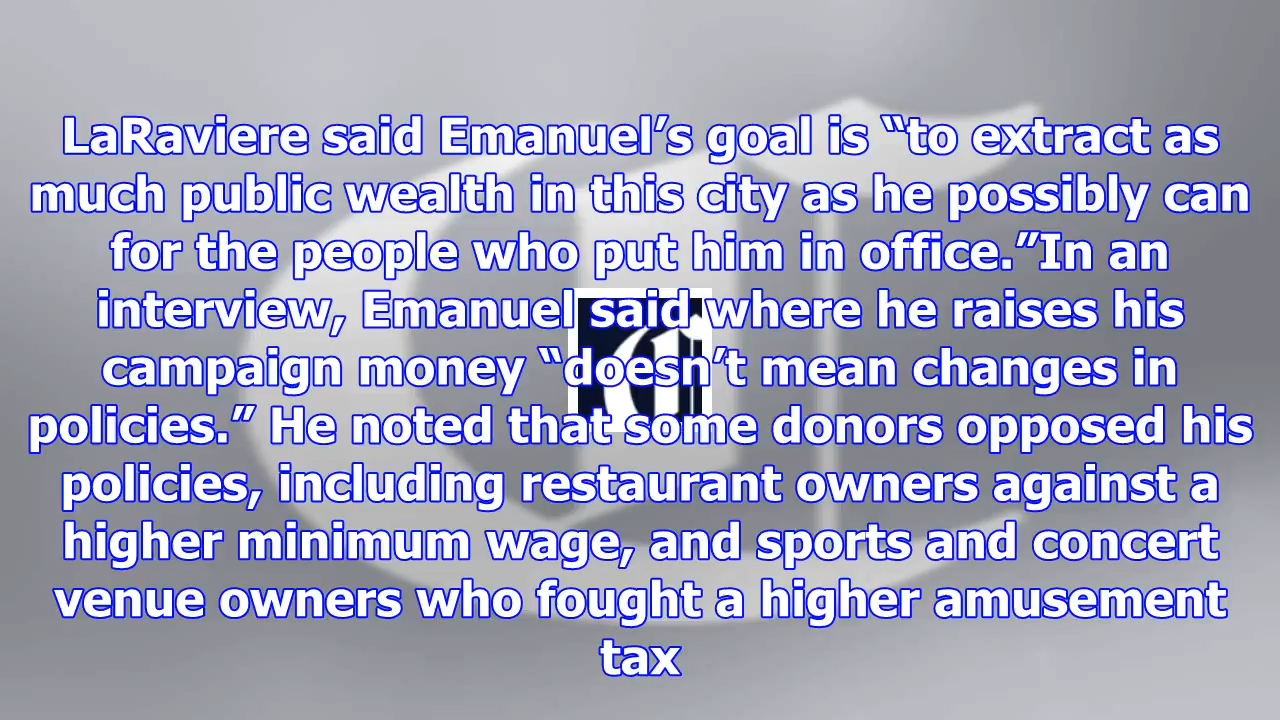 LaRaviere said Emanuel’s goal is “to extract as
much public wealth in this city as he possibly can
for the people who put him in office.”In an
interview, Emanuel said where he raises his
campaign money “doesn’t mean changes in
policies.” He noted that some donors opposed his
policies, including restaurant owners against a
higher minimum wage, and sports and concert
venue owners who fought a higher amusement
tax